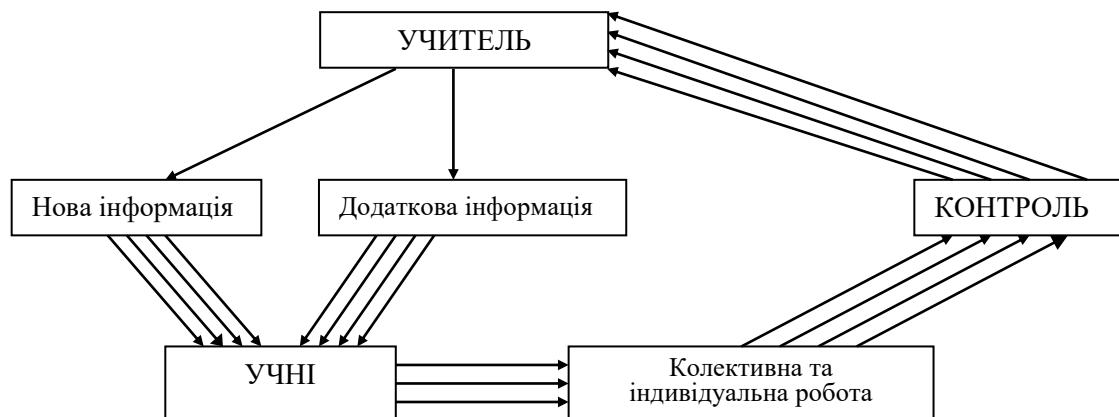 УЧИТЕЛЬ
Нова інформація
Додаткова інформація
КОНТРОЛЬ
УЧНІ
Колективна та
індивідуальна робота